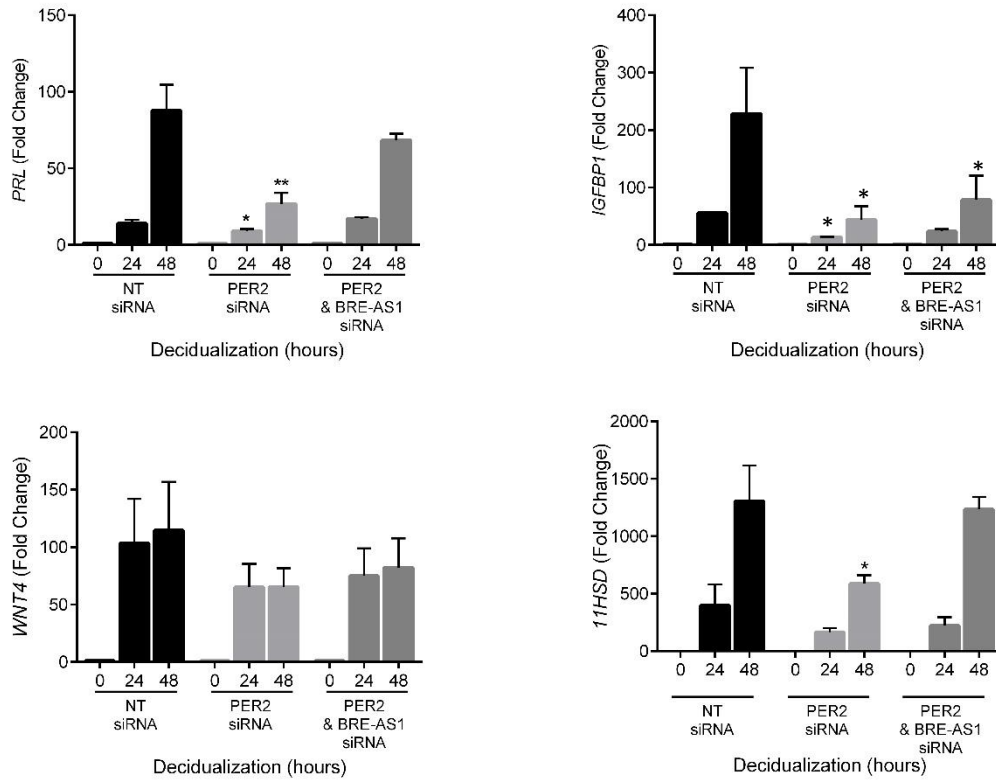 PRL (Fold Change)
150
100
50
0
*
**
0 24 48 0 24 48 0 24 48
NT
siRNA
PER2
siRNA
PER2
& BRE-AS1
siRNA
Decidualization (hours)
IGFBP1 (Fold Change)
400
300
200
100
0
*
*
*
0 24 48 0 24 48 0 24 48
NT
siRNA
PER2
siRNA
PER2
& BRE-AS1
siRNA
Decidualization (hours)
WNT4 (Fold Change)
200
150
100
50
0
0 24 48 0 24 48 0 24 48
NT
siRNA
PER2
siRNA
PER2
& BRE-AS1
siRNA
Decidualization (hours)
11HSD (Fold Change)
2000
1500
1000
500
0
*
0 24 48 0 24 48 0 24 48
NT
siRNA
PER2
siRNA
PER2
& BRE-AS1
siRNA
Decidualization (hours)